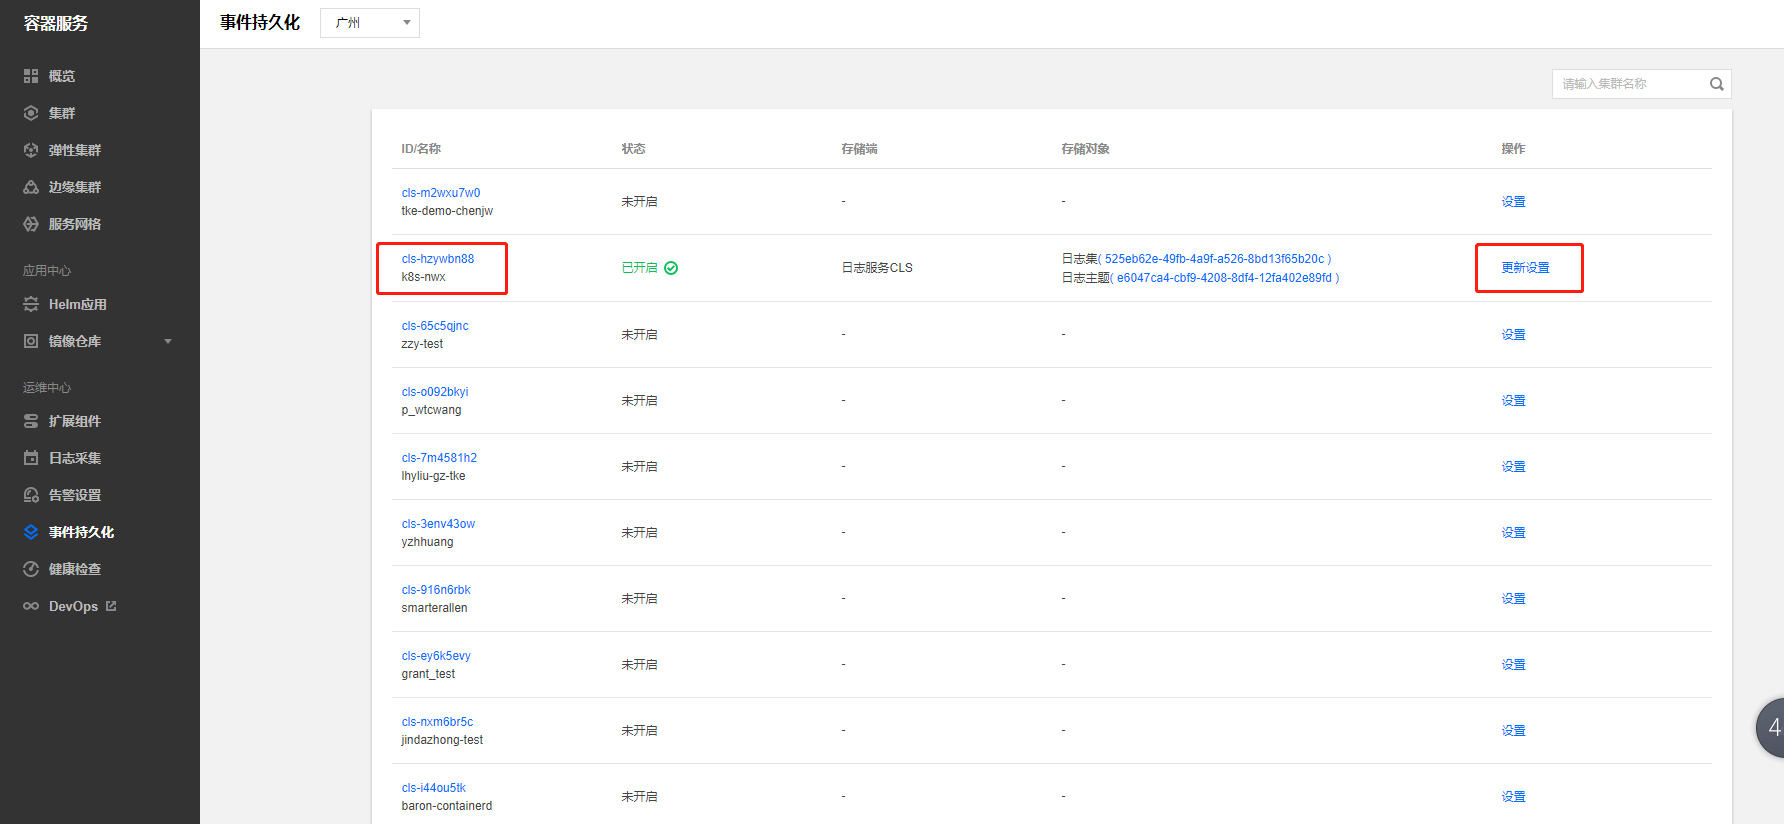 容器服务
概览
集群
弹性集群
边缘集群
服务网格
应用中心
Helm应用
镜像仓库
运维中心
扩展组件
日志采集
告警设置
事件持久化
健康检查
DevOps
事件持久化
广州
请输入集群名称
ID/名称 状态 存储端 存储对象 操作
cls-m2wxu7w0
tke-demo-chenjw
未开启 - - 设置
cls-hzywbn88
k8s-nwx
已开启 日志服务CLS
日志集( 525eb62e-49fb-4a9f-a526-8bd13f65b20c )
日志主题( e6047ca4-cbf9-4208-8df4-12fa402e89fd )
更新设置
cls-65c5qjnc
zzy-test
未开启 - - 设置
cls-o092bkyi
p_wtcwang
未开启 - - 设置
cls-7m4581h2
lhyliu-gz-tke
未开启 - - 设置
cls-3env43ow
yzhhuang
未开启 - - 设置
cls-916n6rbk
smarterallen
未开启 - - 设置
cls-ey6k5evy
grant_test
未开启 - - 设置
cls-nxm6br5c
jindazhong-test
未开启 - - 设置
cls-i44ou5tk
baron-containerd
未开启 - - 设置
4